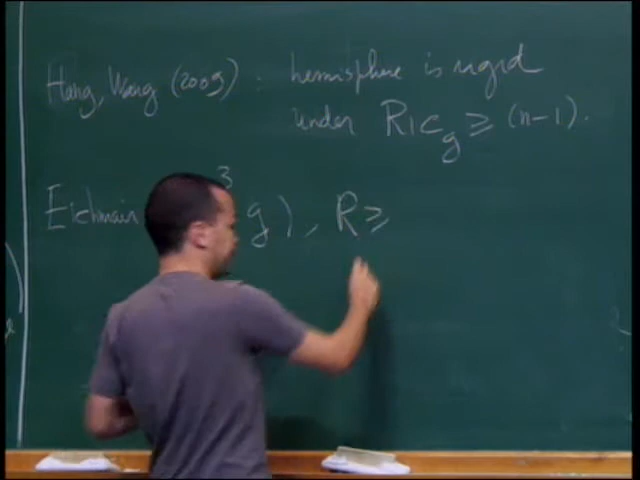 Hang, Wang (2009) : hemisphere is rigid
under Ric_g ≥ (n-1).
Eichmair 3 g), R ≥